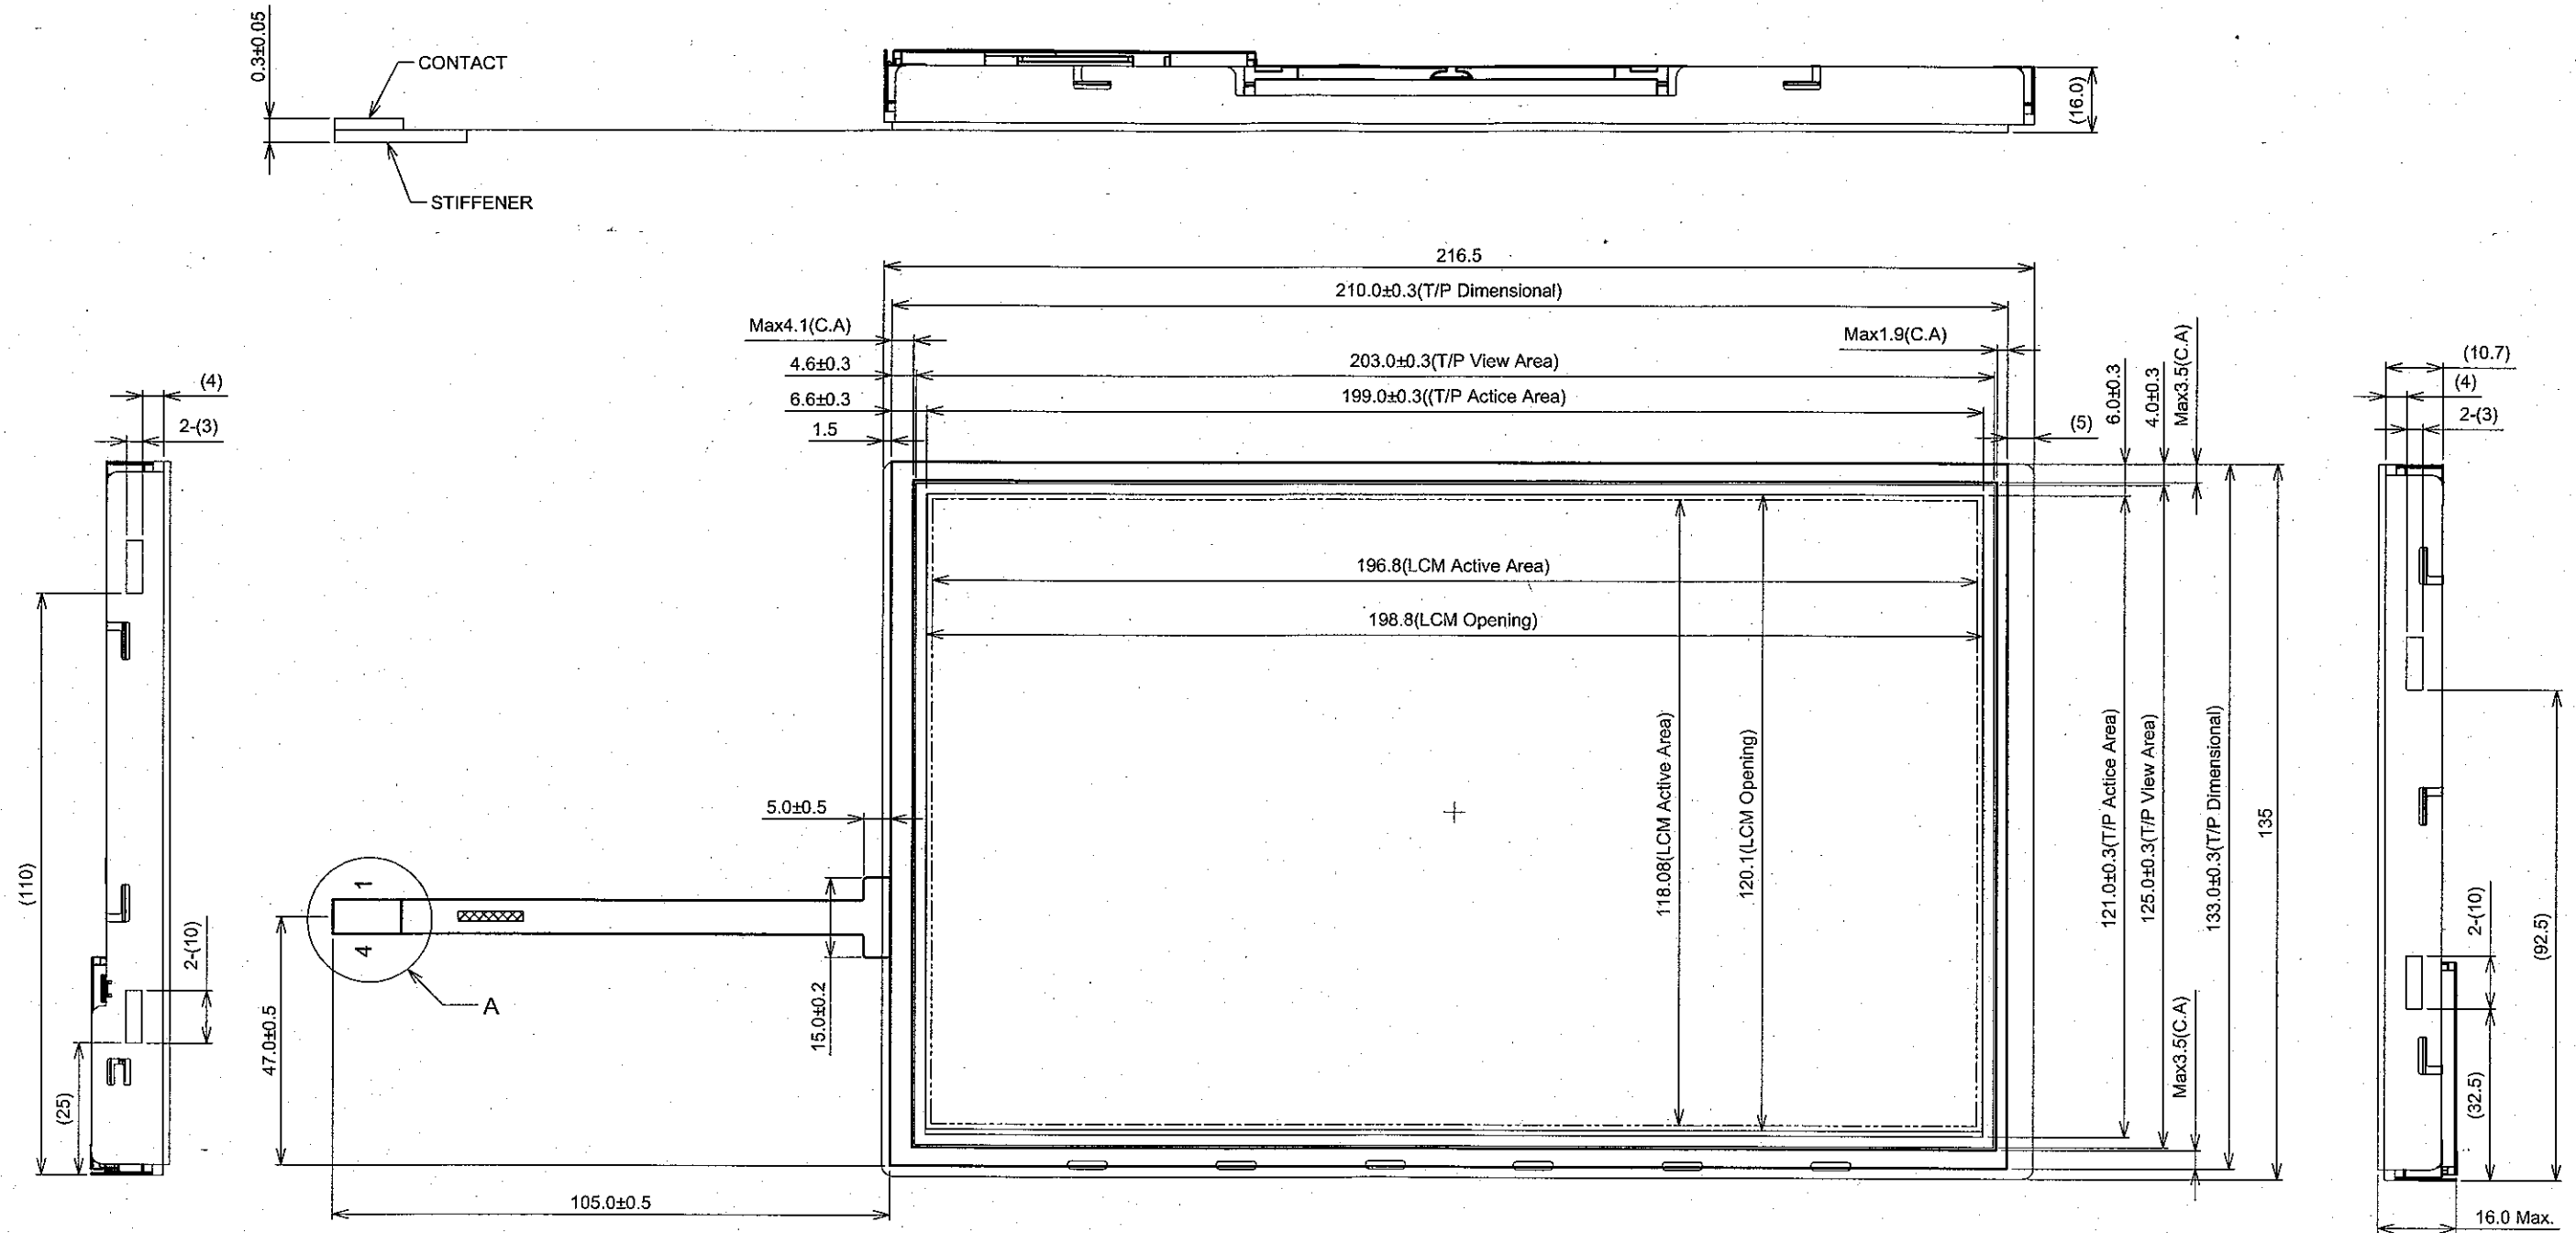 0.3±0.05
CONTACT
STIFFENER
(16.0)
216.5
210.0±0.3(T/P Dimensional)
Max4.1(C.A)
Max1.9(C.A)
203.0±0.3(T/P View Area)
4.6±0.3
199.0±0.3((T/P Actice Area)
6.6±0.3
1.5
(5)
6.0±0.3
4.0±0.3
Max3.5(C.A)
(4)
2-(3)
(10.7)
(4)
2-(3)
196.8(LCM Active Area)
198.8(LCM Opening)
118.08(LCM Active Area)
120.1(LCM Opening)
121.0±0.3(T/P Actice Area)
125.0±0.3(T/P View Area)
133.0±0.3(T/P Dimensional)
135
5.0±0.5
1
4
A
15.0±0.2
47.0±0.5
105.0±0.5
(110)
2-(10)
(25)
Max3.5(C.A)
2-(10)
(92.5)
(32.5)
16.0 Max.